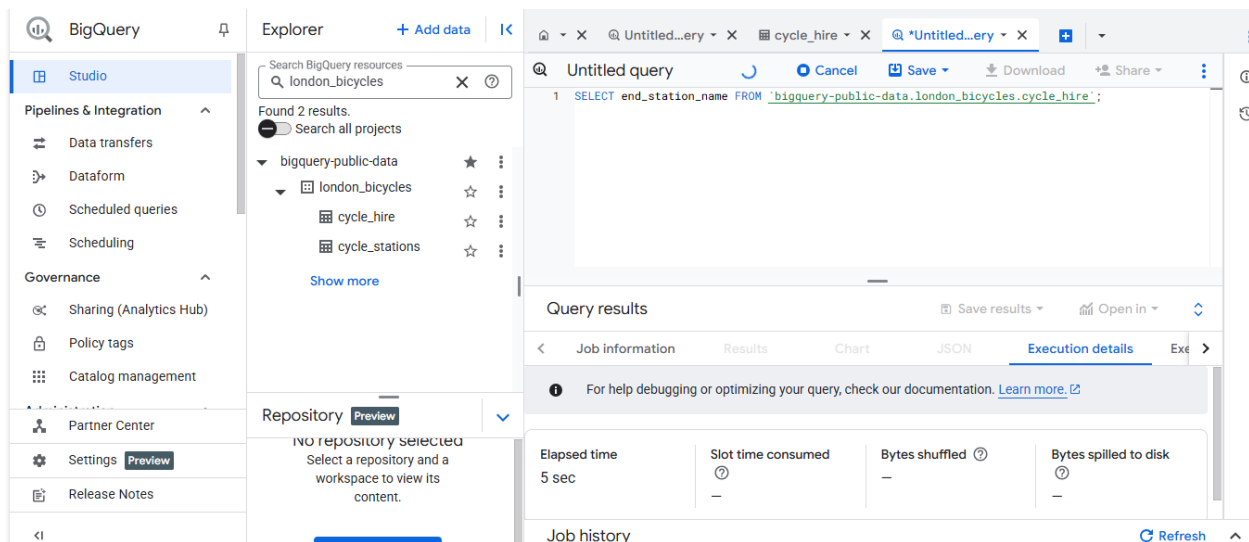 BigQuery
Studio
Pipelines & Integration
Data transfers
Dataform
Scheduled queries
Scheduling
Governance
Sharing (Analytics Hub)
Policy tags
Catalog management
Partner Center
Settings Preview
Release Notes
Explorer
+ Add data
Search BigQuery resources
london_bicycles
Found 2 results.
Search all projects
bigquery-public-data
london_bicycles
cycle_hire
cycle_stations
Show more
Repository Preview
No repository selected
Select a repository and a
workspace to view its
content.
Untitled...ery
cycle_hire
*Untitled...ery
Untitled query
Cancel
Save
Download
Share
1 SELECT end_station_name FROM `bigquery-public-data.london_bicycles.cycle_hire`;
Query results
Save results
Open in
Job information
Results
Chart
JSON
Execution details
Exe
For help debugging or optimizing your query, check our documentation. Learn more.
Elapsed time
5 sec
Slot time consumed
–
Bytes shuffled
–
Bytes spilled to disk
–
Job history
Refresh